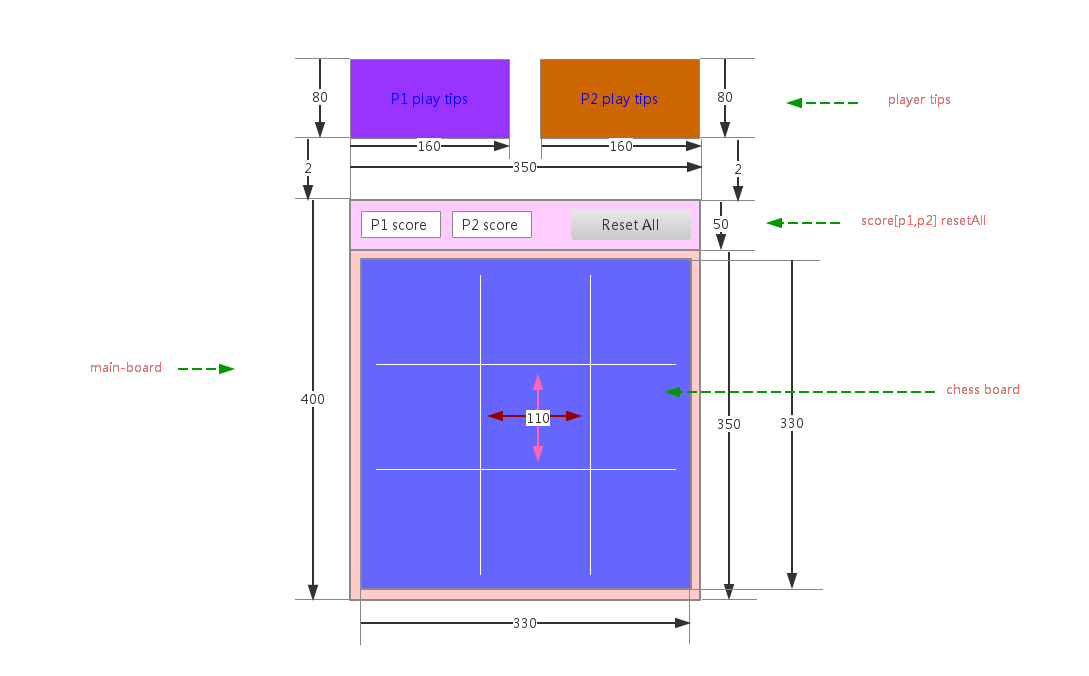 P1 play tips
P2 play tips
80
80
player tips
160
160
350
2
2
P1 score
P2 score
Reset All
50
score[p1,p2] resetAll
main-board
400
110
chess board
350
330
330